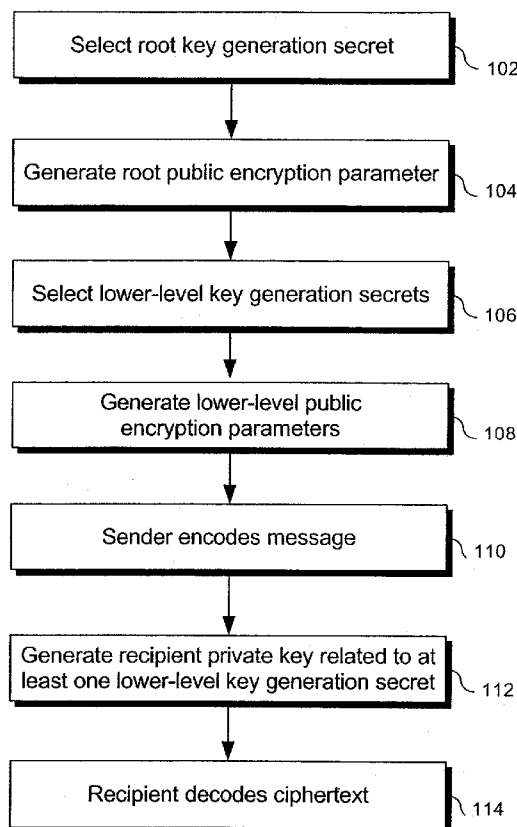 Select root key generation secret
102
Generate root public encryption parameter
104
Select lower-level key generation secrets
106
Generate lower-level public
encryption parameters
108
Sender encodes message
110
Generate recipient private key related to at
least one lower-level key generation secret
112
Recipient decodes ciphertext
114